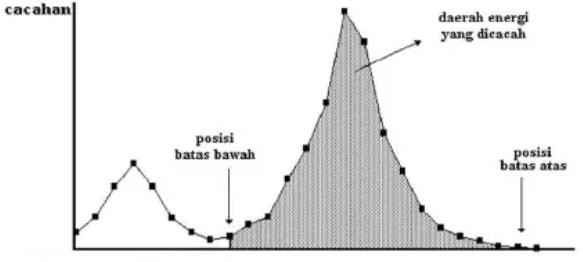 cacahan
daerah energi
yang dicacah
posisi
batas bawah
posisi
batas atas